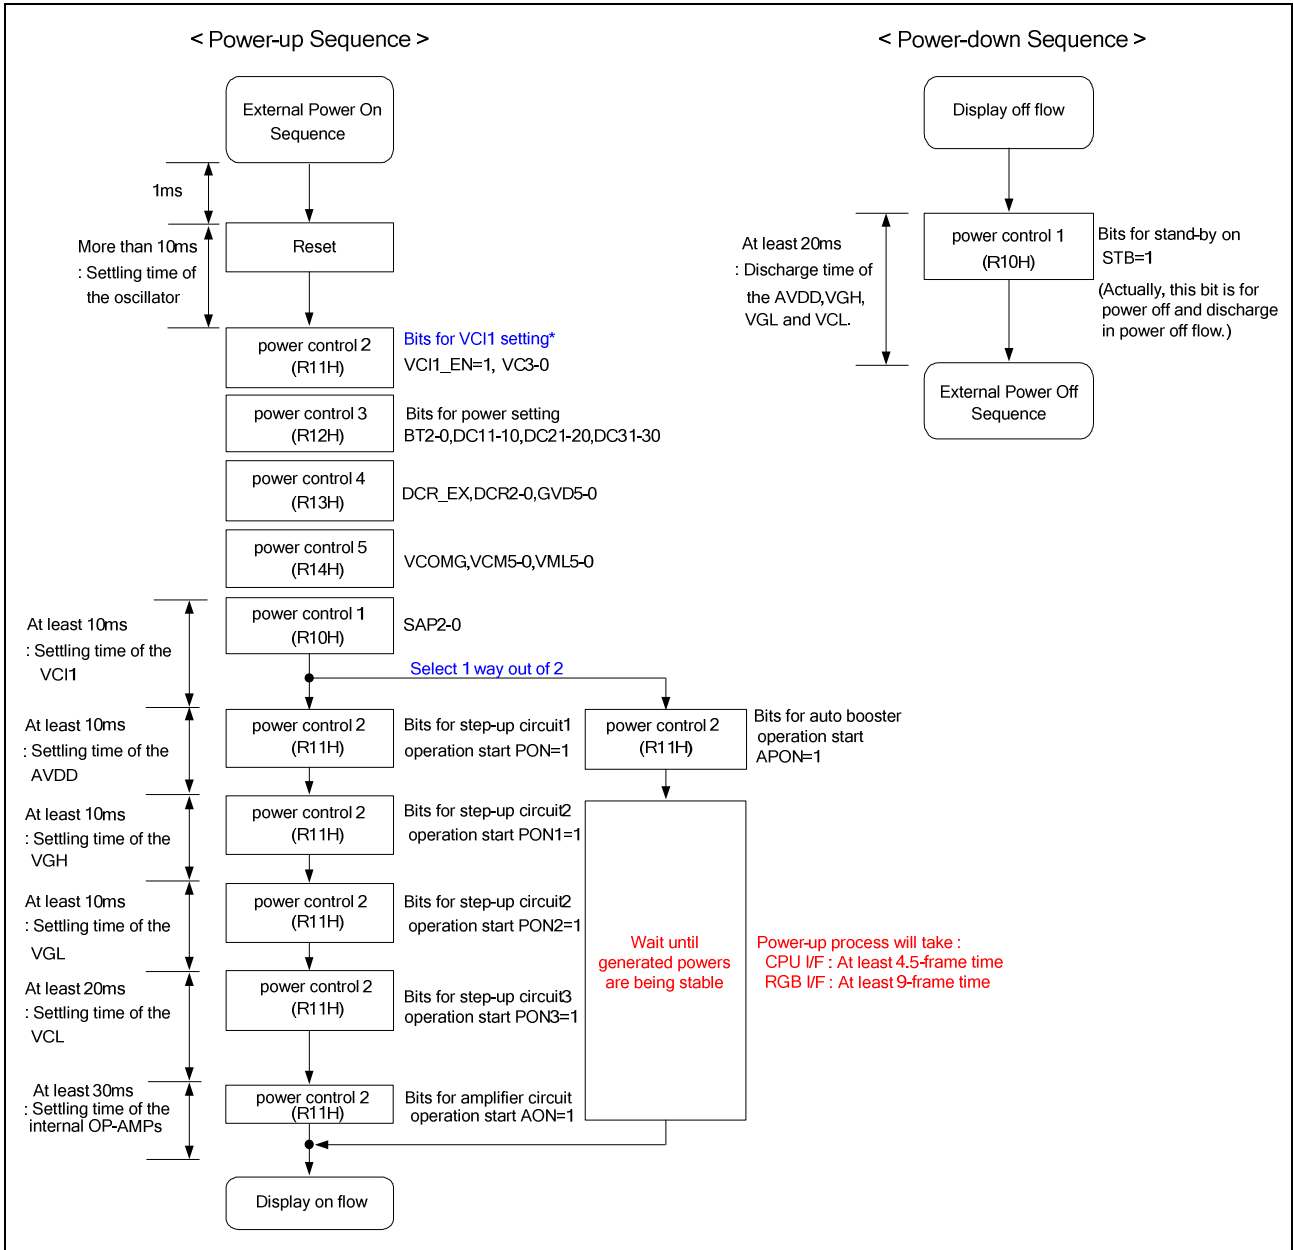 < Power-up Sequence >
External Power On
Sequence
1ms
Reset
More than 10ms
: Settling time of
the oscillator
power control 2
(R11H)
Bits for VCI1 setting*
VCI1_EN=1, VC3-0
power control 3
(R12H)
Bits for power setting
BT2-0,DC11-10,DC21-20,DC31-30
power control 4
(R13H)
DCR_EX,DCR2-0,GVD5-0
power control 5
(R14H)
VCOMG,VCM5-0,VML5-0
At least 10ms
: Settling time of the
VCI1
power control 1
(R10H)
SAP2-0
Select 1 way out of 2
At least 10ms
: Settling time of the
AVDD
power control 2
(R11H)
Bits for step-up circuit1
operation start PON=1
power control 2
(R11H)
Bits for auto booster
operation start
APON=1
At least 10ms
: Settling time of the
VGH
power control 2
(R11H)
Bits for step-up circuit2
operation start PON1=1
At least 10ms
: Settling time of the
VGL
power control 2
(R11H)
Bits for step-up circuit2
operation start PON2=1
Wait until
generated powers
are being stable
Power-up process will take :
CPU I/F : At least 4.5-frame time
RGB I/F : At least 9-frame time
At least 20ms
: Settling time of the
VCL
power control 2
(R11H)
Bits for step-up circuit3
operation start PON3=1
At least 30ms
: Settling time of the
internal OP-AMPs
power control 2
(R11H)
Bits for amplifier circuit
operation start AON=1
Display on flow
< Power-down Sequence >
Display off flow
At least 20ms
: Discharge time of
the AVDD,VGH,
VGL and VCL.
power control 1
(R10H)
Bits for stand-by on
STB=1
(Actually, this bit is for
power off and discharge
in power off flow.)
External Power Off
Sequence